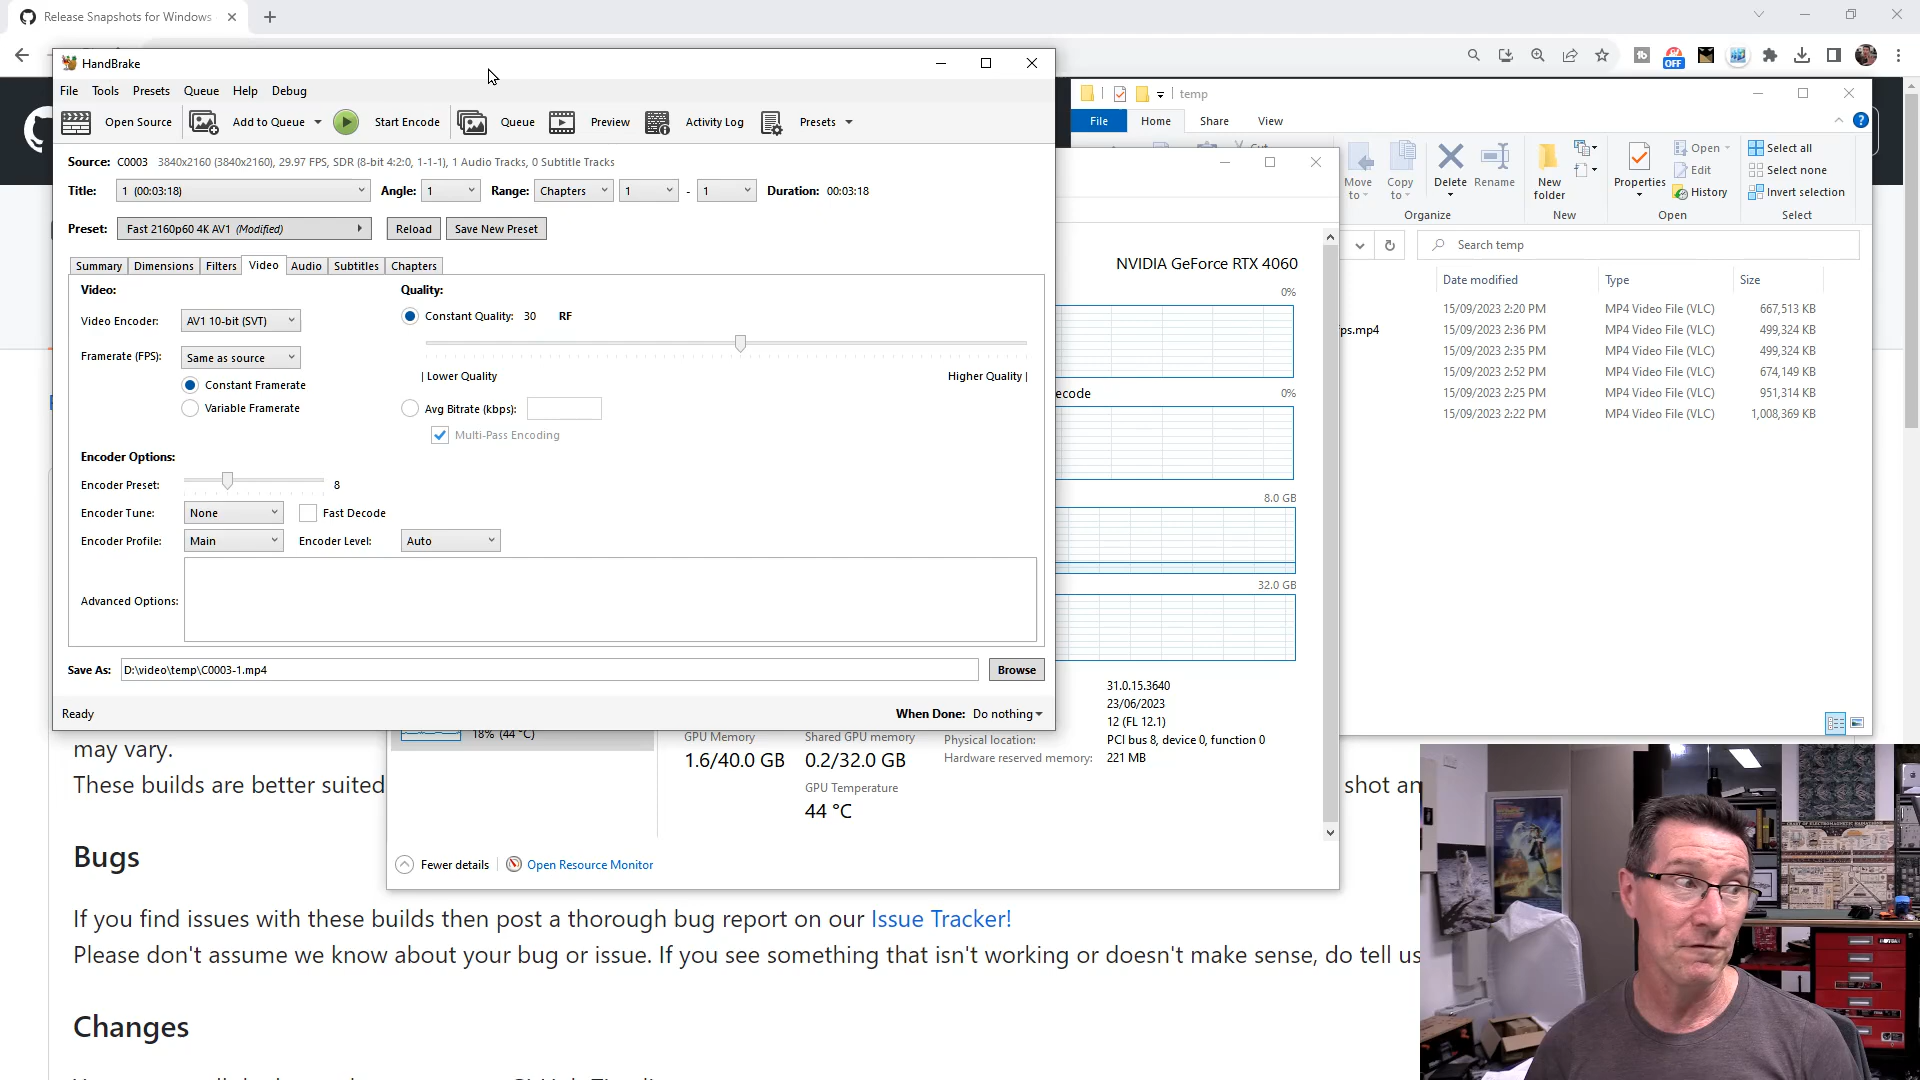 Release Snapshots for Windows
HandBrake
File Tools Presets Queue Help Debug
Open Source Add to Queue Start Encode Queue Preview Activity Log Presets
Source: C0003 3840x2160 (3840x2160), 29.97 FPS, SDR (8-bit 4:2:0, 1-1-1), 1 Audio Tracks, 0 Subtitle Tracks
Title: 1 (00:03:18) Angle: 1 Range: Chapters 1 - 1 Duration: 00:03:18
Preset: Fast 2160p60 4K AV1 (Modified) Reload Save New Preset
Summary Dimensions Filters Video Audio Subtitles Chapters
Video:
Quality:
Video Encoder: AV1 10-bit (SVT)
Constant Quality: 30 RF
Framerate (FPS): Same as source
| Lower Quality Higher Quality |
Constant Framerate
Variable Framerate
Avg Bitrate (kbps):
Multi-Pass Encoding
Encoder Options:
Encoder Preset: 8
Encoder Tune: None Fast Decode
Encoder Profile: Main Encoder Level: Auto
Advanced Options:
Save As: D:\video\temp\C0003-1.mp4 Browse
Ready When Done: Do nothing
OFF
temp
File Home Share View
Move to Copy to Delete Rename New folder Properties
Open Edit History
Select all
Select none
Invert selection
Organize New Open Select
Search temp
Date modified Type Size
15/09/2023 2:20 PM MP4 Video File (VLC) 667,513 KB
ps.mp4 15/09/2023 2:36 PM MP4 Video File (VLC) 499,324 KB
15/09/2023 2:35 PM MP4 Video File (VLC) 499,324 KB
15/09/2023 2:52 PM MP4 Video File (VLC) 674,149 KB
15/09/2023 2:25 PM MP4 Video File (VLC) 951,314 KB
15/09/2023 2:22 PM MP4 Video File (VLC) 1,008,369 KB
NVIDIA GeForce RTX 4060
0%
ecode 0%
8.0 GB
32.0 GB
31.0.15.3640
23/06/2023
12 (FL 12.1)
Physical location: PCI bus 8, device 0, function 0
Hardware reserved memory: 221 MB
18% (44 °C)
GPU Memory
1.6/40.0 GB
Shared GPU memory
0.2/32.0 GB
GPU Temperature
44 °C
Fewer details Open Resource Monitor
may vary.
These builds are better suited
shot an
Bugs
If you find issues with these builds then post a thorough bug report on our Issue Tracker!
Please don't assume we know about your bug or issue. If you see something that isn't working or doesn't make sense, do tell us
Changes